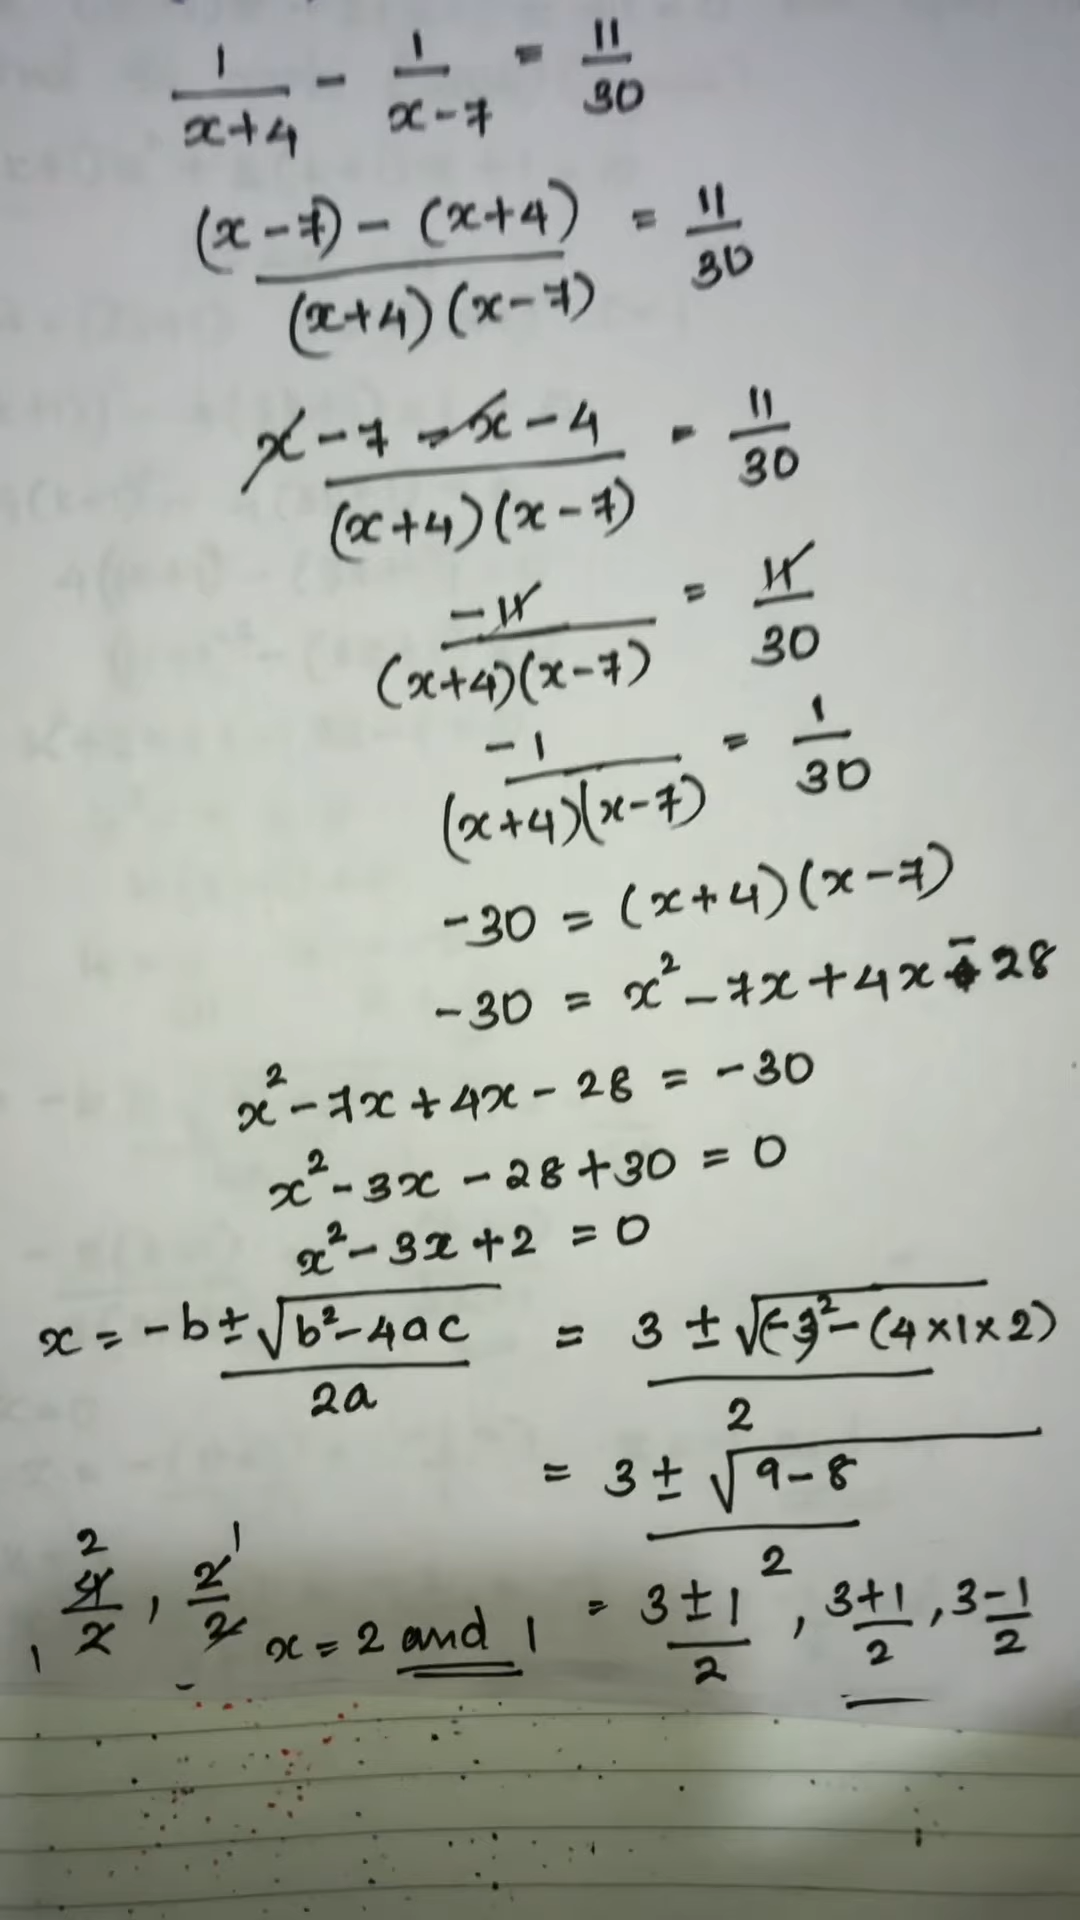 1/(x+4) - 1/(x-7) = 11/30
((x-7) - (x+4))/((x+4)(x-7)) = 11/30
(x-7-x-4)/((x+4)(x-7)) = 11/30
-11/((x+4)(x-7)) = 11/30
-1/((x+4)(x-7)) = 1/30
-30 = (x+4)(x-7)
-30 = x² - 7x + 4x - 28
x² - 7x + 4x - 28 = -30
x² - 3x - 28 + 30 = 0
x² - 3x + 2 = 0
x = (-b ± √(b² - 4ac))/2a = (3 ± √((-3)² - (4×1×2)))/2
= (3 ± √(9-8))/2
= (3±1)/2, (3+1)/2, (3-1)/2
4/2 2 1, 2/2 1 x = 2 and 1